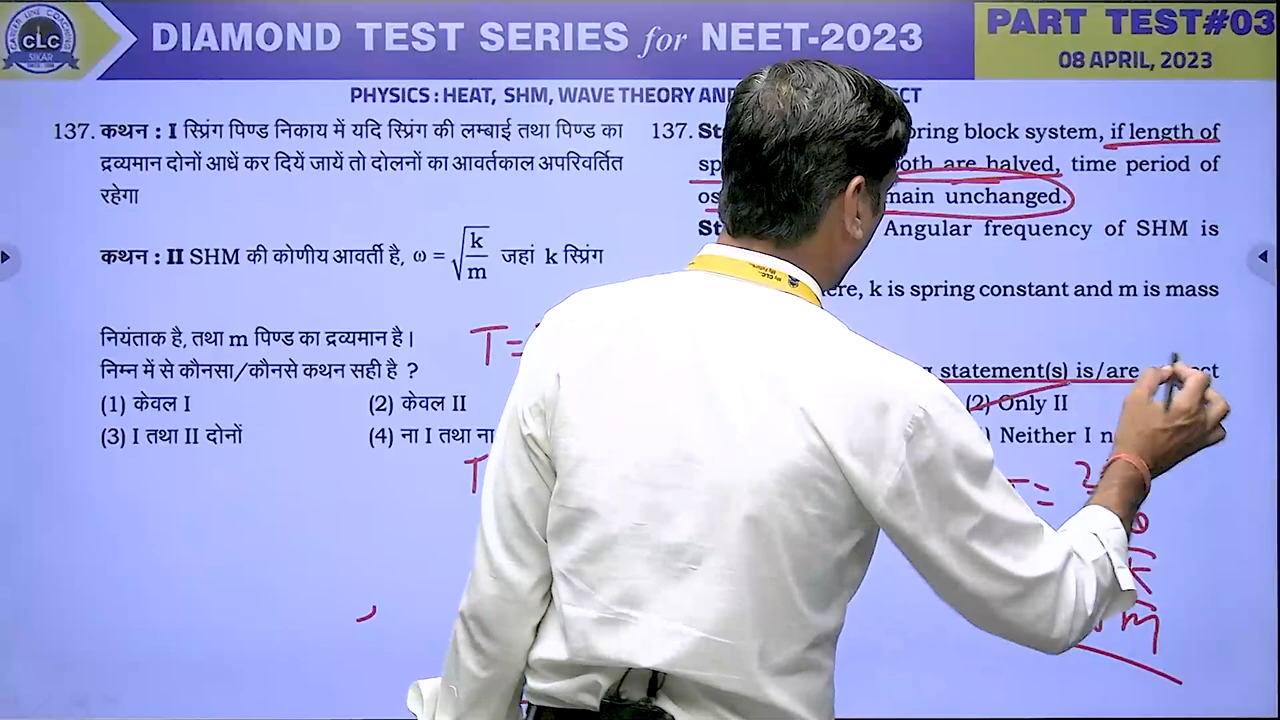 CLC
SIKAR
DIAMOND TEST SERIES for NEET-2023
PART TEST#03
08 APRIL, 2023
PHYSICS : HEAT, SHM, WAVE THEORY AND
137. कथन : I स्प्रिंग पिण्ड निकाय में यदि स्प्रिंग की लम्बाई तथा पिण्ड का
द्रव्यमान दोनों आधें कर दियें जायें तो दोलनों का आवर्तकाल अपरिवर्तित
रहेगा
कथन : II SHM की कोणीय आवर्ती है, ω = √k/m जहां k स्प्रिंग
नियंताक है, तथा m पिण्ड का द्रव्यमान है।
निम्न में से कौनसा/कौनसे कथन सही है ?
(1) केवल I (2) केवल II
(3) I तथा II दोनों (4) ना I तथा ना
T =
T
137. block system, if length of
both are halved, time period of
unchanged.
Angular frequency of SHM is
k is spring constant and m is mass
statement(s) is/are
(2) Only II
Neither I
= 2
m